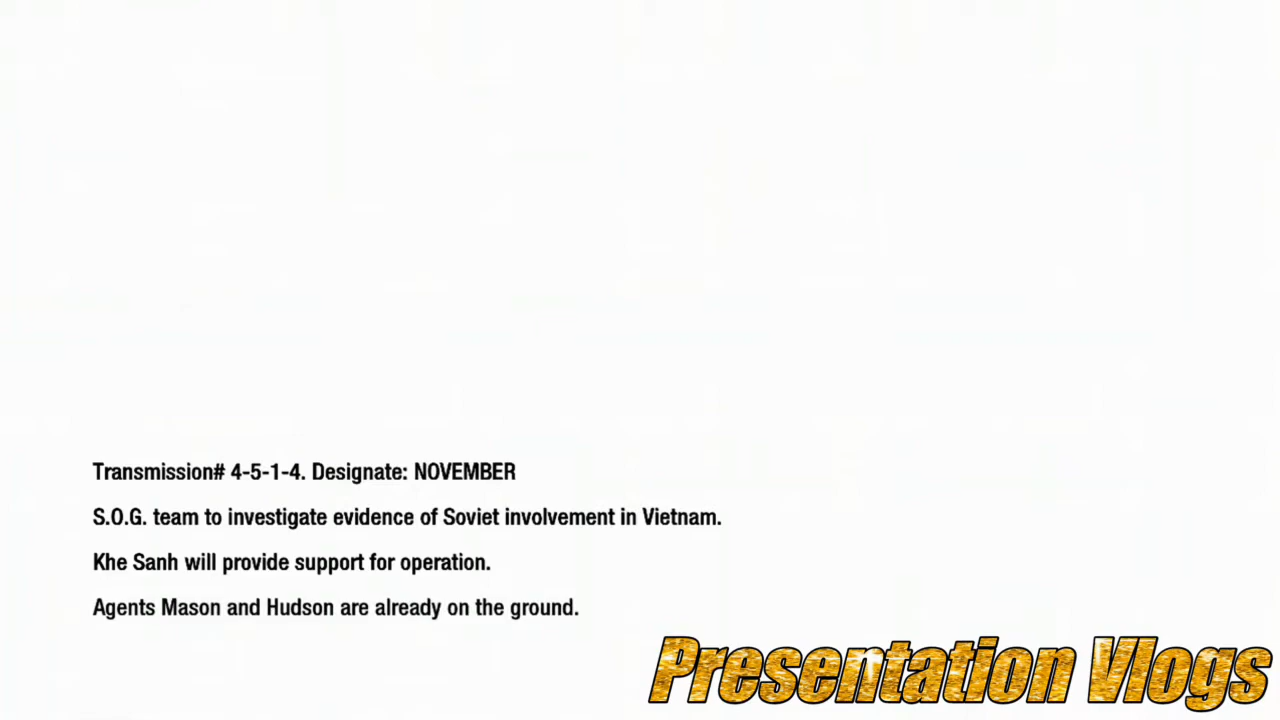 Transmission# 4-5-1-4. Designate: NOVEMBER
S.O.G. team to investigate evidence of Soviet involvement in Vietnam.
Khe Sanh will provide support for operation.
Agents Mason and Hudson are already on the ground.
Presentation Vlogs